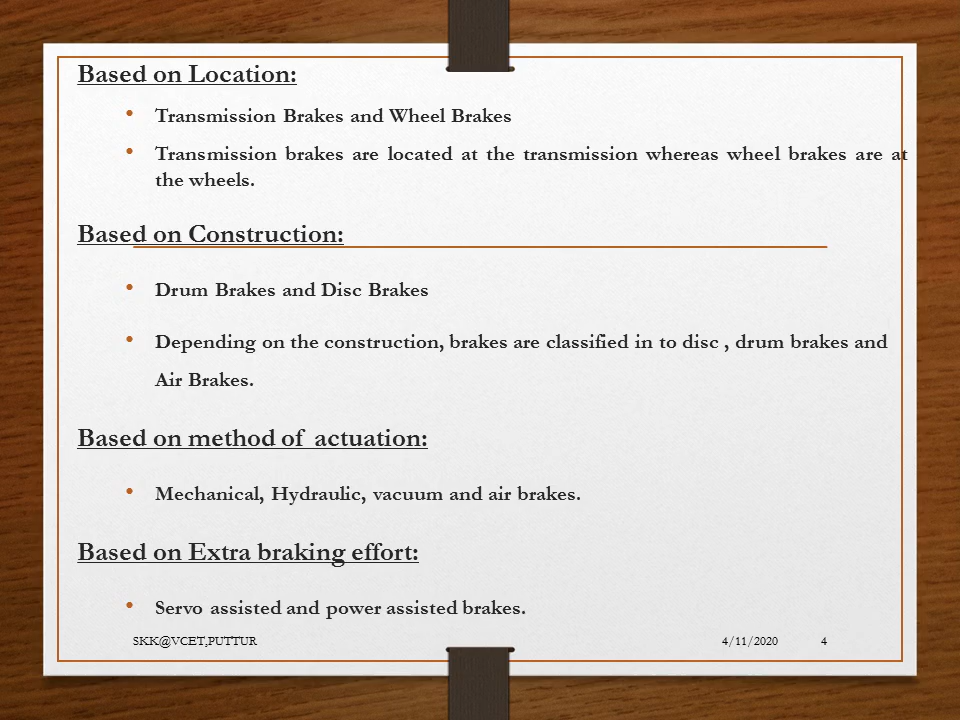 Based on Location:
• Transmission Brakes and Wheel Brakes
• Transmission brakes are located at the transmission whereas wheel brakes are at
the wheels.
Based on Construction:
• Drum Brakes and Disc Brakes
• Depending on the construction, brakes are classified in to disc , drum brakes and
Air Brakes.
Based on method of actuation:
• Mechanical, Hydraulic, vacuum and air brakes.
Based on Extra braking effort:
• Servo assisted and power assisted brakes.
SKK@VCET,PUTTUR 4/11/2020 4